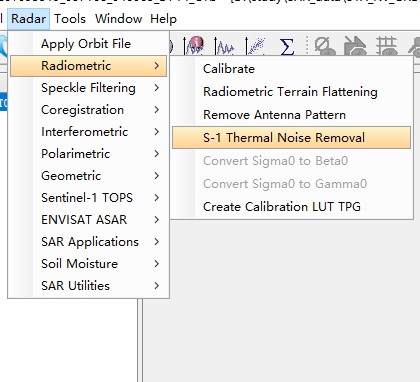 Radar Tools Window Help
Apply Orbit File
Radiometric
Speckle Filtering
Coregistration
Interferometric
Polarimetric
Geometric
Sentinel-1 TOPS
ENVISAT ASAR
SAR Applications
Soil Moisture
SAR Utilities
Calibrate
Radiometric Terrain Flattening
Remove Antenna Pattern
S-1 Thermal Noise Removal
Convert Sigma0 to Beta0
Convert Sigma0 to Gamma0
Create Calibration LUT TPG